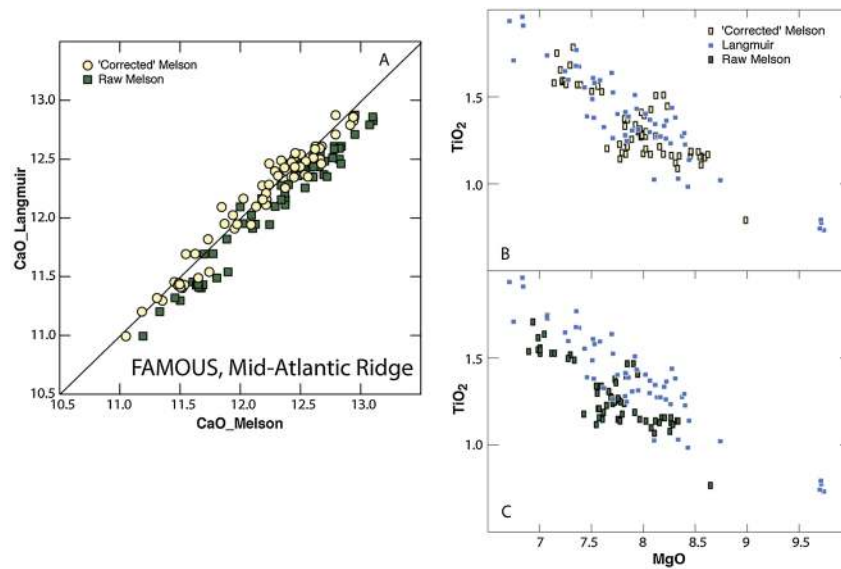 A
'Corrected' Melson
Raw Melson
13.0
12.5
12.0
11.5
11.0
10.5
10.5
11.0
11.5
12.0
12.5
13.0
CaO_Langmuir
CaO_Melson
FAMOUS, Mid-Atlantic Ridge
'Corrected' Melson
Langmuir
Raw Melson
1.5
1.0
TiO2
B
1.5
1.0
TiO2
C
7
7.5
8
8.5
9
9.5
MgO